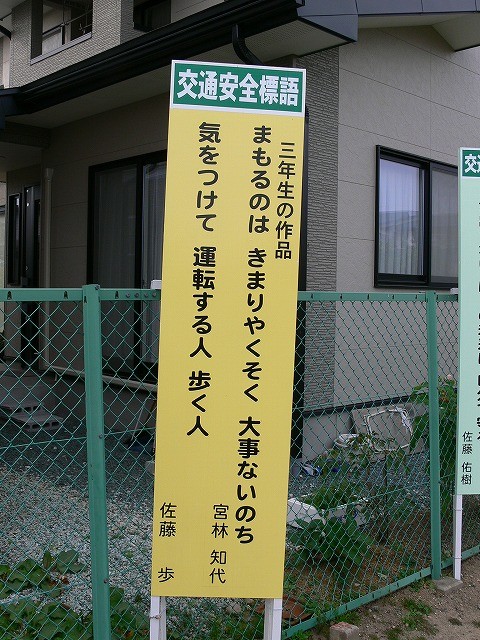 交通安全標語
三年生の作品
まもるのは きまりやくそく 大事ないのち
宮林 知代
気をつけて 運転する人 歩く人
佐藤 歩
交
佐藤 佑樹